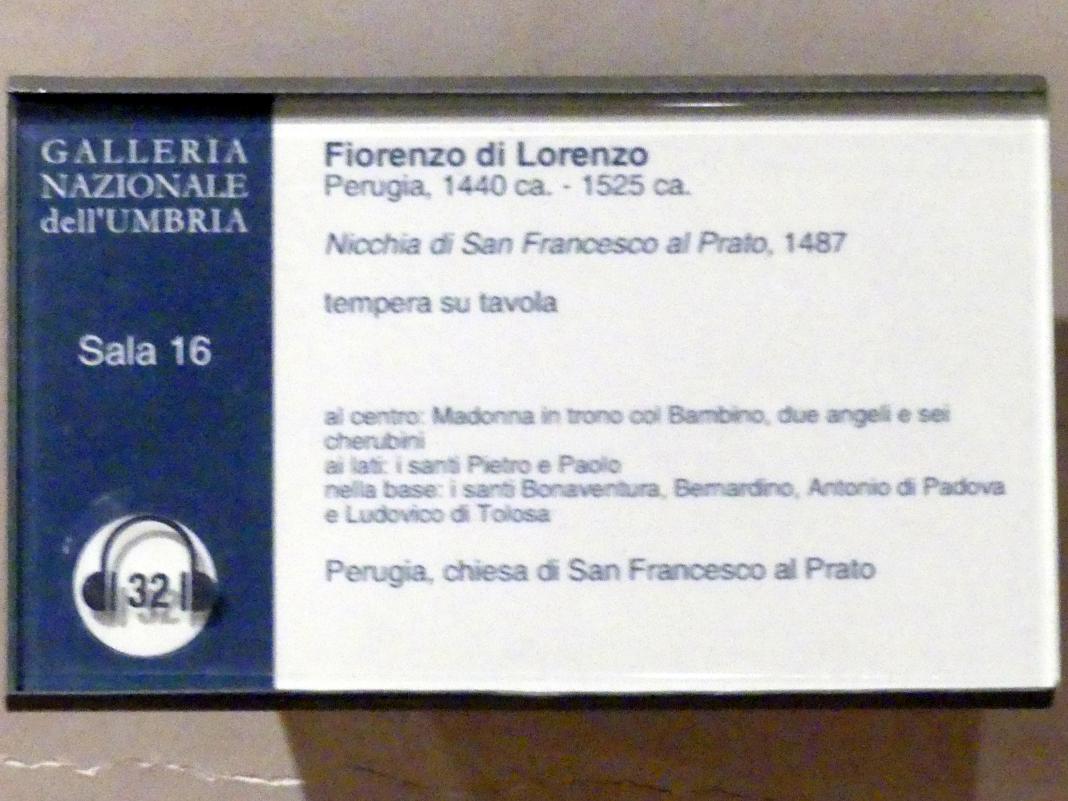 GALLERIA
NAZIONALE
dell'UMBRIA
Sala 16
32
Fiorenzo di Lorenzo
Perugia, 1440 ca. - 1525 ca.
Nicchia di San Francesco al Prato, 1487
tempera su tavola
al centro: Madonna in trono col Bambino, due angeli e sei
cherubini
ai lati: i santi Pietro e Paolo
nella base: i santi Bonaventura, Bernardino, Antonio di Padova
e Ludovico di Tolosa
Perugia, chiesa di San Francesco al Prato